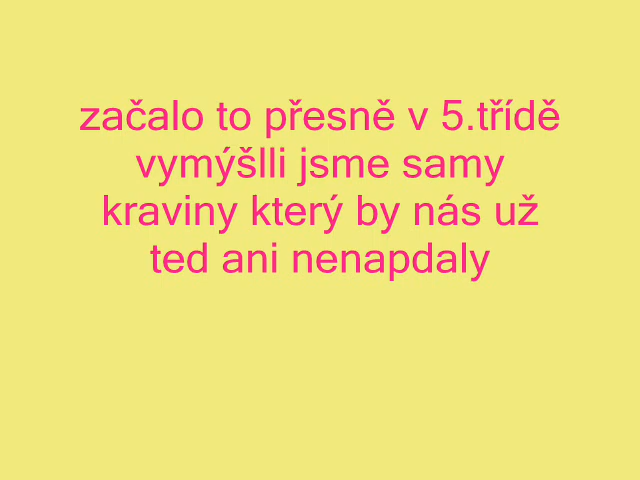 začalo to přesně v 5.třídě
vymýšlli jsme samy
kraviny který by nás už
ted ani nenapdaly